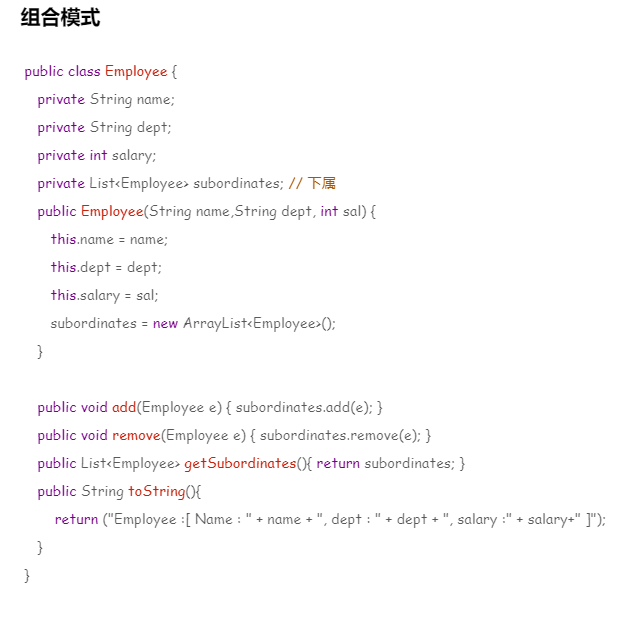 组合模式
public class Employee {
private String name;
private String dept;
private int salary;
private List<Employee> subordinates; // 下属
public Employee(String name,String dept, int sal) {
this.name = name;
this.dept = dept;
this.salary = sal;
subordinates = new ArrayList<Employee>();
}
public void add(Employee e) { subordinates.add(e); }
public void remove(Employee e) { subordinates.remove(e); }
public List<Employee> getSubordinates(){ return subordinates; }
public String toString(){
return ("Employee :[ Name : " + name + ", dept : " + dept + ", salary :" + salary+" ]");
}
}